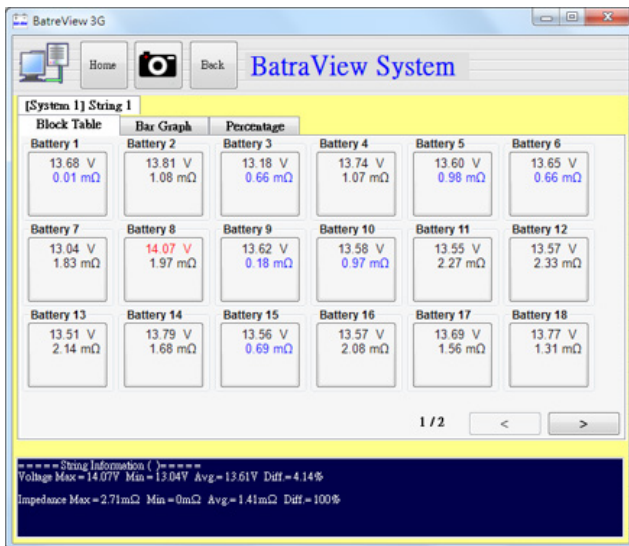 BatreView 3G
Home Back BatraView System
[System 1] String 1
Block Table Bar Graph Percentage
Battery 1 Battery 2 Battery 3 Battery 4 Battery 5 Battery 6
13.68 V 13.81 V 13.18 V 13.74 V 13.60 V 13.65 V
0.01 mΩ 1.08 mΩ 0.66 mΩ 1.07 mΩ 0.98 mΩ 0.66 mΩ
Battery 7 Battery 8 Battery 9 Battery 10 Battery 11 Battery 12
13.04 V 14.07 V 13.62 V 13.58 V 13.55 V 13.57 V
1.83 mΩ 1.97 mΩ 0.18 mΩ 0.97 mΩ 2.27 mΩ 2.33 mΩ
Battery 13 Battery 14 Battery 15 Battery 16 Battery 17 Battery 18
13.51 V 13.79 V 13.56 V 13.57 V 13.69 V 13.77 V
2.14 mΩ 1.68 mΩ 0.69 mΩ 2.08 mΩ 1.56 mΩ 1.31 mΩ
1 / 2 < >
=====String Information ( )=====
Voltage Max=14.07V Min=13.04V Avg.=13.61V Diff.=4.14%
Impedance Max=2.71mΩ Min=0mΩ Avg.=1.41mΩ Diff.=100%